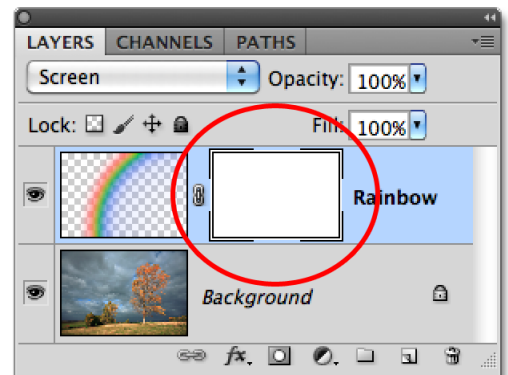 LAYERS CHANNELS PATHS
Screen Opacity: 100%
Lock: Fill: 100%
Rainbow
Background
fx.